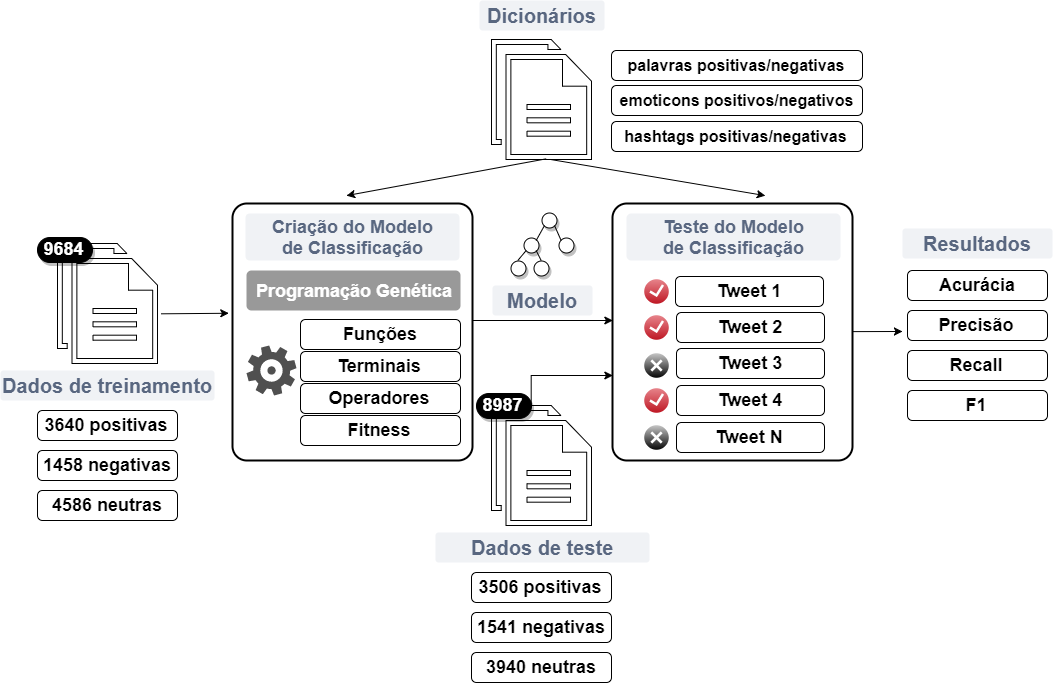 Dicionários
palavras positivas/negativas
emoticons positivos/negativos
hashtags positivas/negativas
9684
Dados de treinamento
3640 positivas
1458 negativas
4586 neutras
Criação do Modelo
de Classificação
Programação Genética
Funções
Terminais
Operadores
Fitness
Modelo
8987
Dados de teste
3506 positivas
1541 negativas
3940 neutras
Teste do Modelo
de Classificação
Tweet 1
Tweet 2
Tweet 3
Tweet 4
Tweet N
Resultados
Acurácia
Precisão
Recall
F1